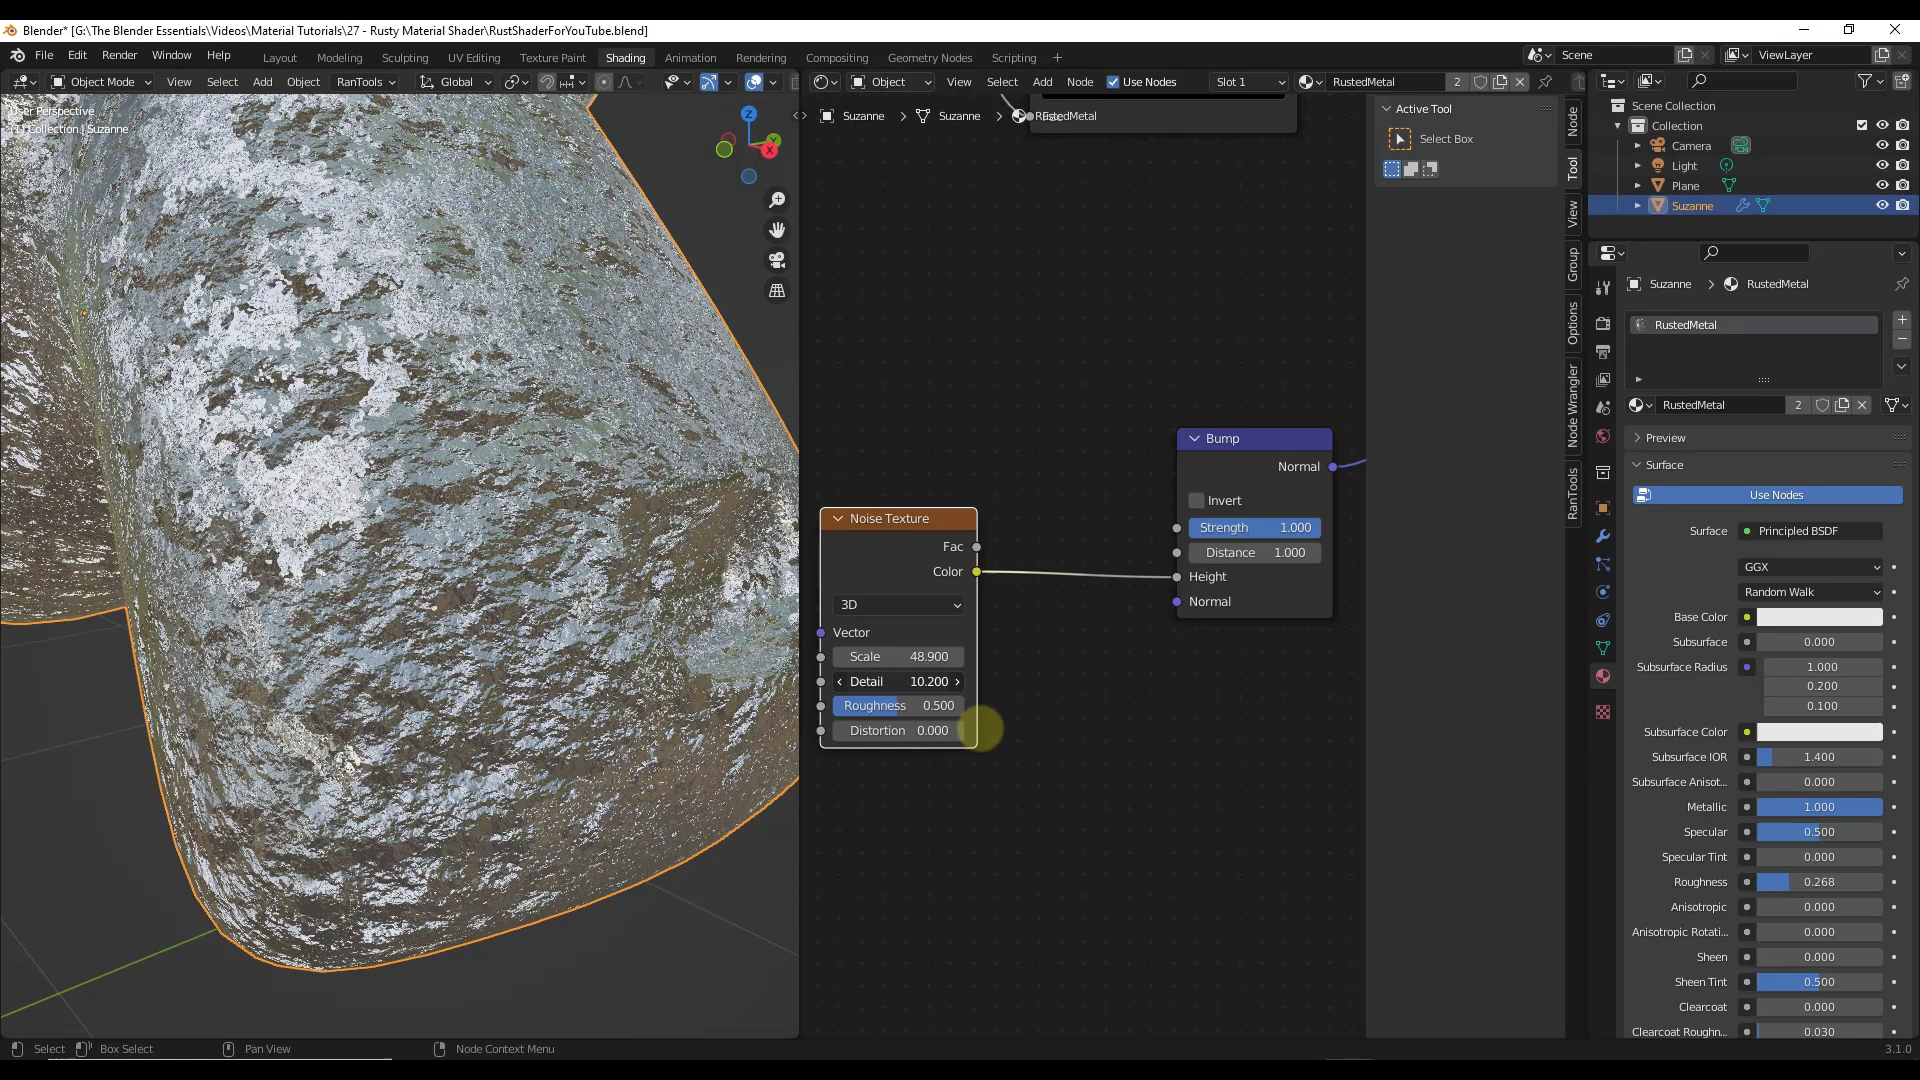 Blender* [G:\The Blender Essentials\Videos\Material Tutorials\27 - Rusty Material Shader\RustShaderForYouTube.blend]
File Edit Render Window Help Layout Modeling Sculpting UV Editing Texture Paint Shading Animation Rendering Compositing Geometry Nodes Scripting + Scene ViewLayer
Object Mode View Select Add Object RanTools Global Object View Select Add Node Use Nodes Slot 1 RustedMetal 2
User Perspective
(1) Collection | Suzanne
Z
Y
X
Suzanne > Suzanne > RustedMetal
Active Tool
Select Box
Node
Tool
View
Group
Options
Node Wrangler
RanTools
Scene Collection
Collection
Camera
Light
Plane
Suzanne
Suzanne > RustedMetal
RustedMetal
RustedMetal 2
Preview
Surface
Use Nodes
Surface Principled BSDF
GGX
Random Walk
Base Color
Subsurface 0.000
Subsurface Radius 1.000
0.200
0.100
Subsurface Color
Subsurface IOR 1.400
Subsurface Anisot... 0.000
Metallic 1.000
Specular 0.500
Specular Tint 0.000
Roughness 0.268
Anisotropic 0.000
Anisotropic Rotati... 0.000
Sheen 0.000
Sheen Tint 0.500
Clearcoat 0.000
Clearcoat Roughn... 0.030
Bump
Normal
Invert
Strength 1.000
Distance 1.000
Height
Normal
Noise Texture
Fac
Color
3D
Vector
Scale 48.900
Detail 10.200
Roughness 0.500
Distortion 0.000
Select Box Select Pan View Node Context Menu 3.1.0